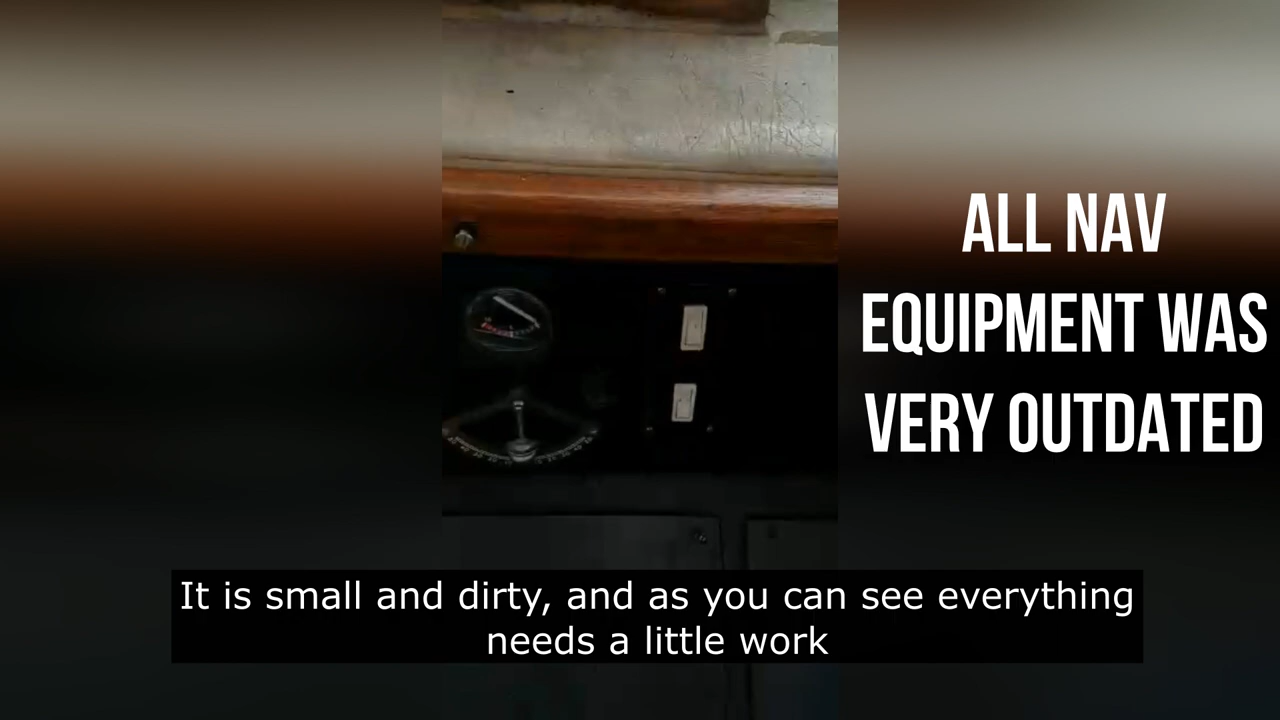 ALL NAV
EQUIPMENT WAS
VERY OUTDATED
It is small and dirty, and as you can see everything
needs a little work